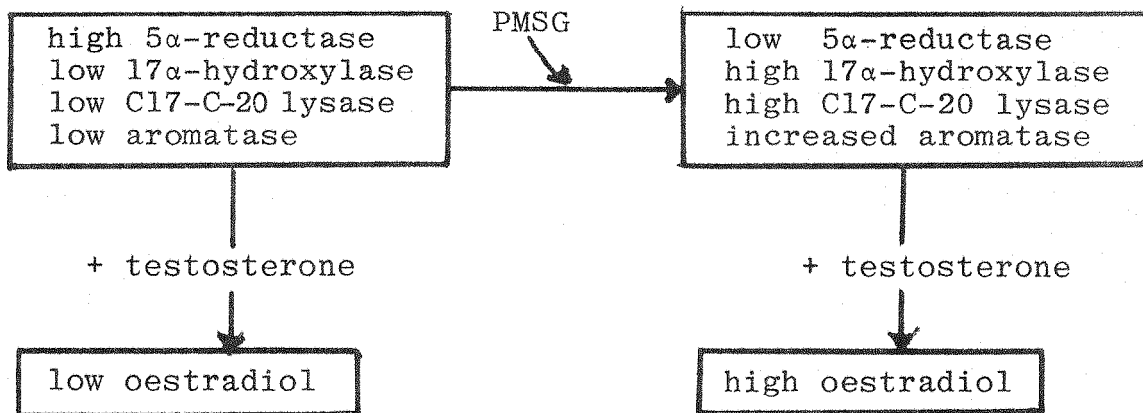 PMSG
high 5α-reductase
low 17α-hydroxylase
low C17-C-20 lysase
low aromatase
low 5α-reductase
high 17α-hydroxylase
high C17-C-20 lysase
increased aromatase
+ testosterone
+ testosterone
low oestradiol
high oestradiol